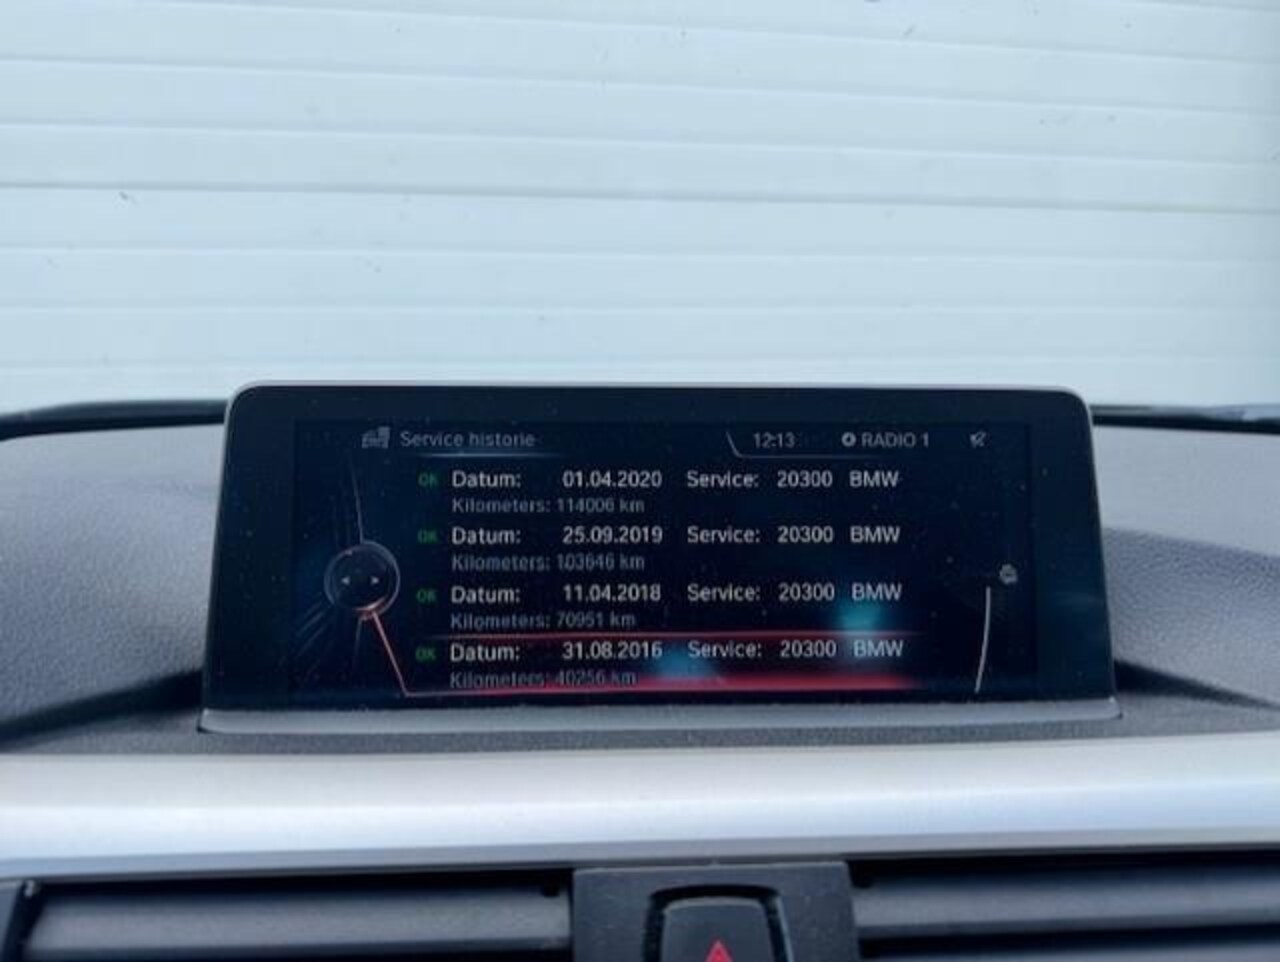 Service historie 12:13 RADIO 1
OK Datum: 01.04.2020 Service: 20300 BMW
Kilometers: 114006 km
OK Datum: 25.09.2019 Service: 20300 BMW
Kilometers: 103646 km
OK Datum: 11.04.2018 Service: 20300 BMW
Kilometers: 70951 km
OK Datum: 31.08.2016 Service: 20300 BMW
Kilometers: 40256 km